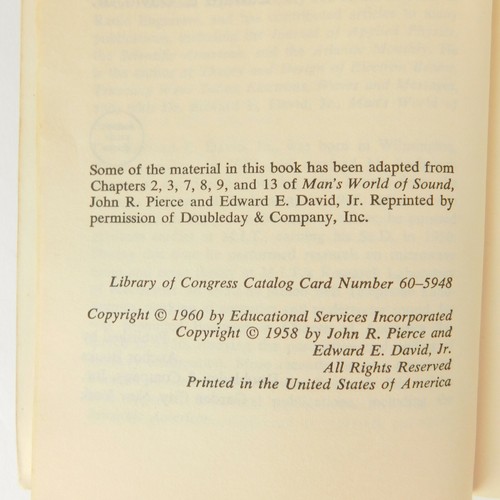 Some of the material in this book has been adapted from
Chapters 2, 3, 7, 8, 9, and 13 of Man's World of Sound,
John R. Pierce and Edward E. David, Jr. Reprinted by
permission of Doubleday & Company, Inc.
Library of Congress Catalog Card Number 60–5948
Copyright © 1960 by Educational Services Incorporated
Copyright © 1958 by John R. Pierce and
Edward E. David, Jr.
All Rights Reserved
Printed in the United States of America